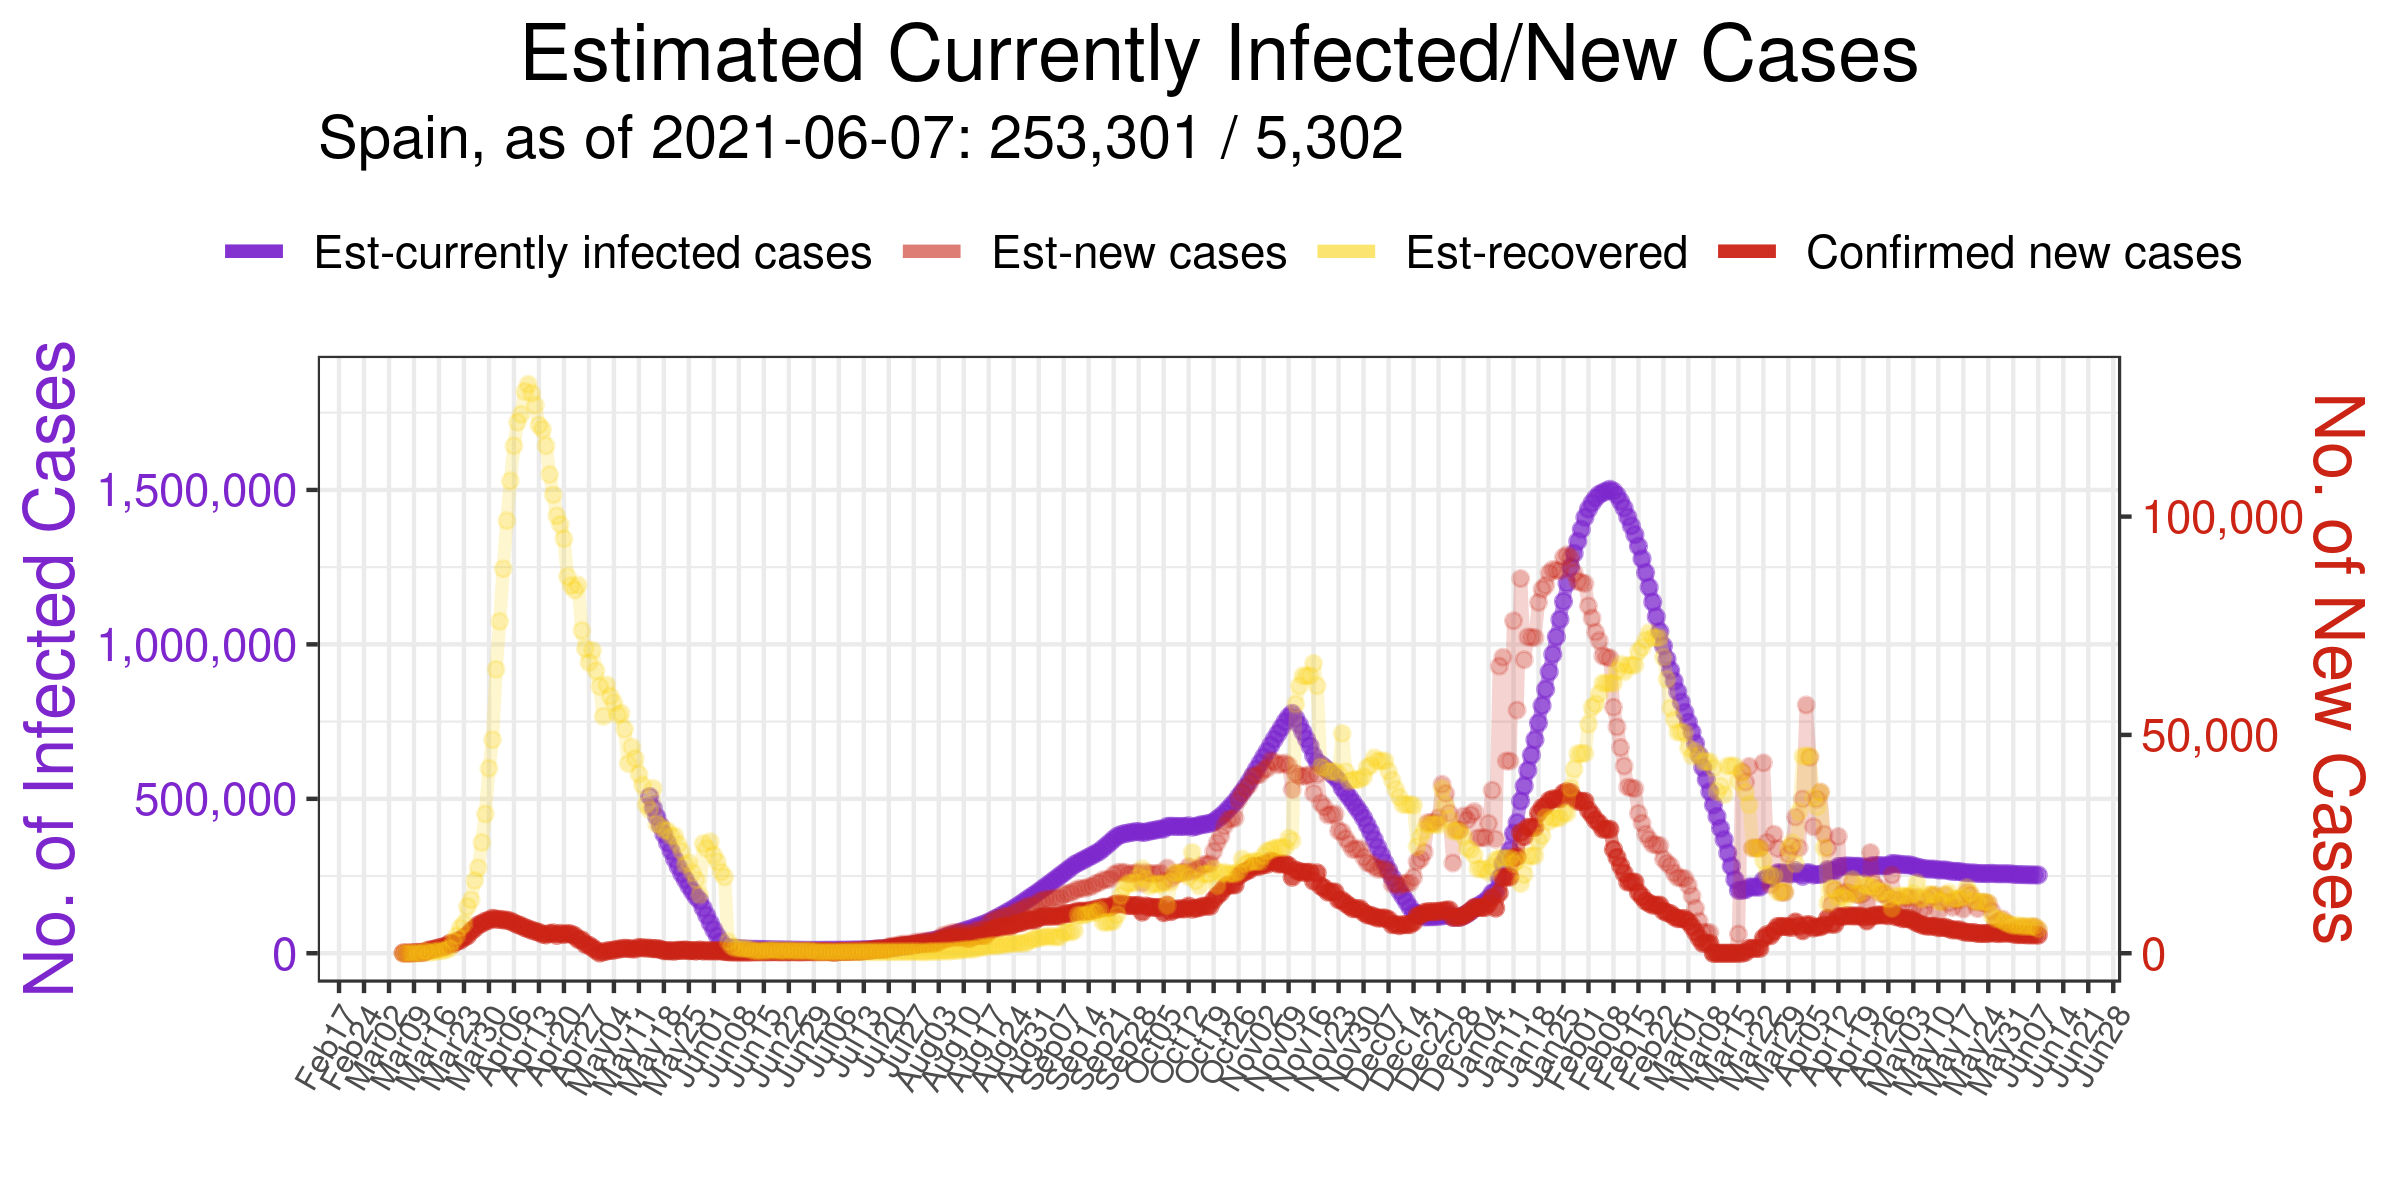 Estimated Currently Infected/New Cases
Spain, as of 2021-06-07: 253,301 / 5,302
Est-currently infected cases Est-new cases Est-recovered Confirmed new cases
No. of Infected Cases
1,500,000
1,000,000
500,000
0
100,000
50,000
0
No. of New Cases
Feb17 Feb24 Mar02 Mar09 Mar16 Mar23 Mar30 Apr06 Apr13 Apr20 Apr27 May04 May11 May18 May25 Jun01 Jun08 Jun15 Jun22 Jun29 Jul06 Jul13 Jul20 Jul27 Aug03 Aug10 Aug17 Aug24 Aug31 Sep07 Sep14 Sep21 Sep28 Oct05 Oct12 Oct19 Oct26 Nov02 Nov09 Nov16 Nov23 Nov30 Dec07 Dec14 Dec21 Dec28 Jan04 Jan11 Jan18 Jan25 Feb01 Feb08 Feb15 Feb22 Mar01 Mar08 Mar15 Mar22 Mar29 Apr05 Apr12 Apr19 Apr26 May03 May10 May17 May24 May31 Jun07 Jun14 Jun21 Jun28